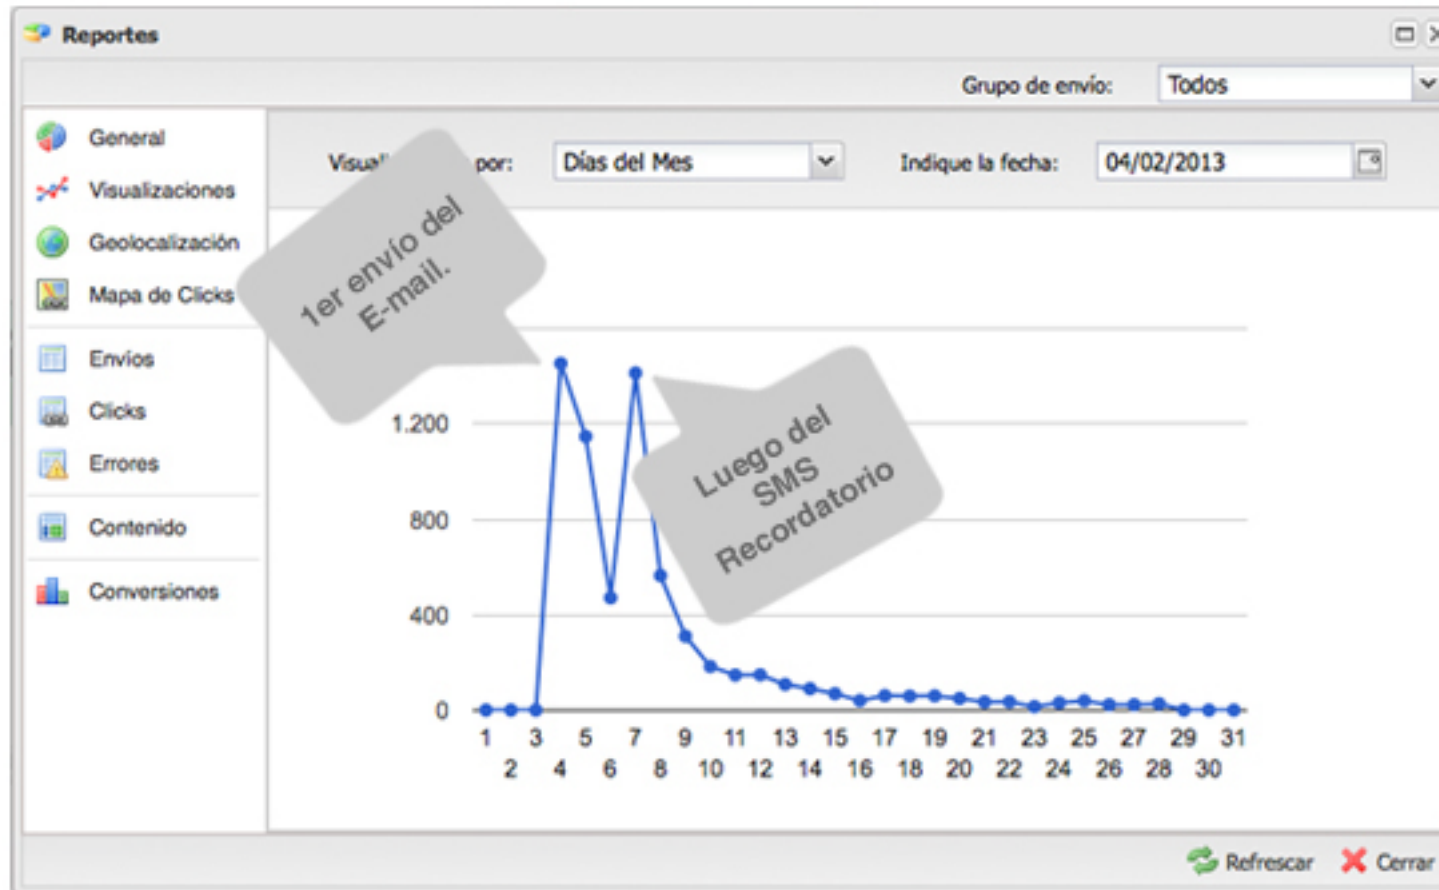 Reportes
Grupo de envío: Todos
General
Visualizaciones
Geolocalización
Mapa de Clicks
Envíos
Clicks
Errores
Contenido
Conversiones
por: Días del Mes Indique la fecha: 04/02/2013
1er envío del
E-mail.
Luego del
SMS
Recordatorio
1.200
800
400
0
1 3 5 7 9 11 13 15 17 19 21 23 25 27 29 31
2 4 6 8 10 12 14 16 18 20 22 24 26 28 30
Refrescar Cerrar